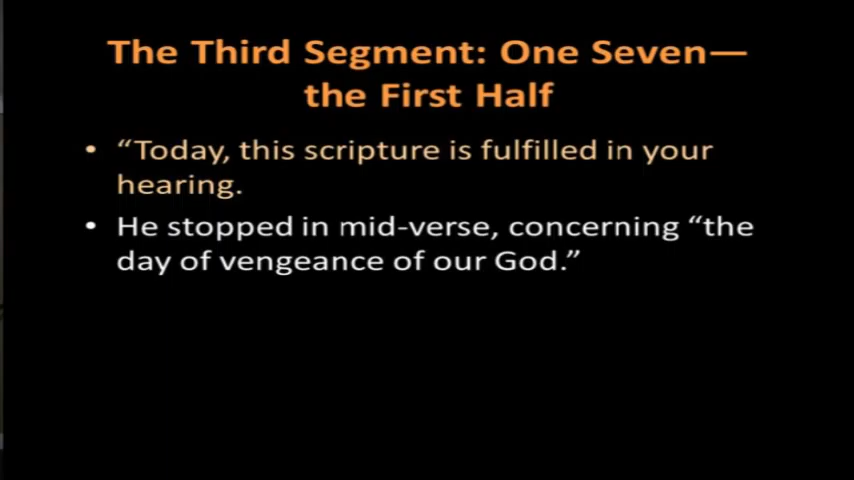 The Third Segment: One Seven—
the First Half
• “Today, this scripture is fulfilled in your
hearing.
• He stopped in mid-verse, concerning “the
day of vengeance of our God.”